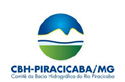 CBH-PIRACICABA/MG
Comitê da Bacia Hidrográfica do Rio Piracicaba